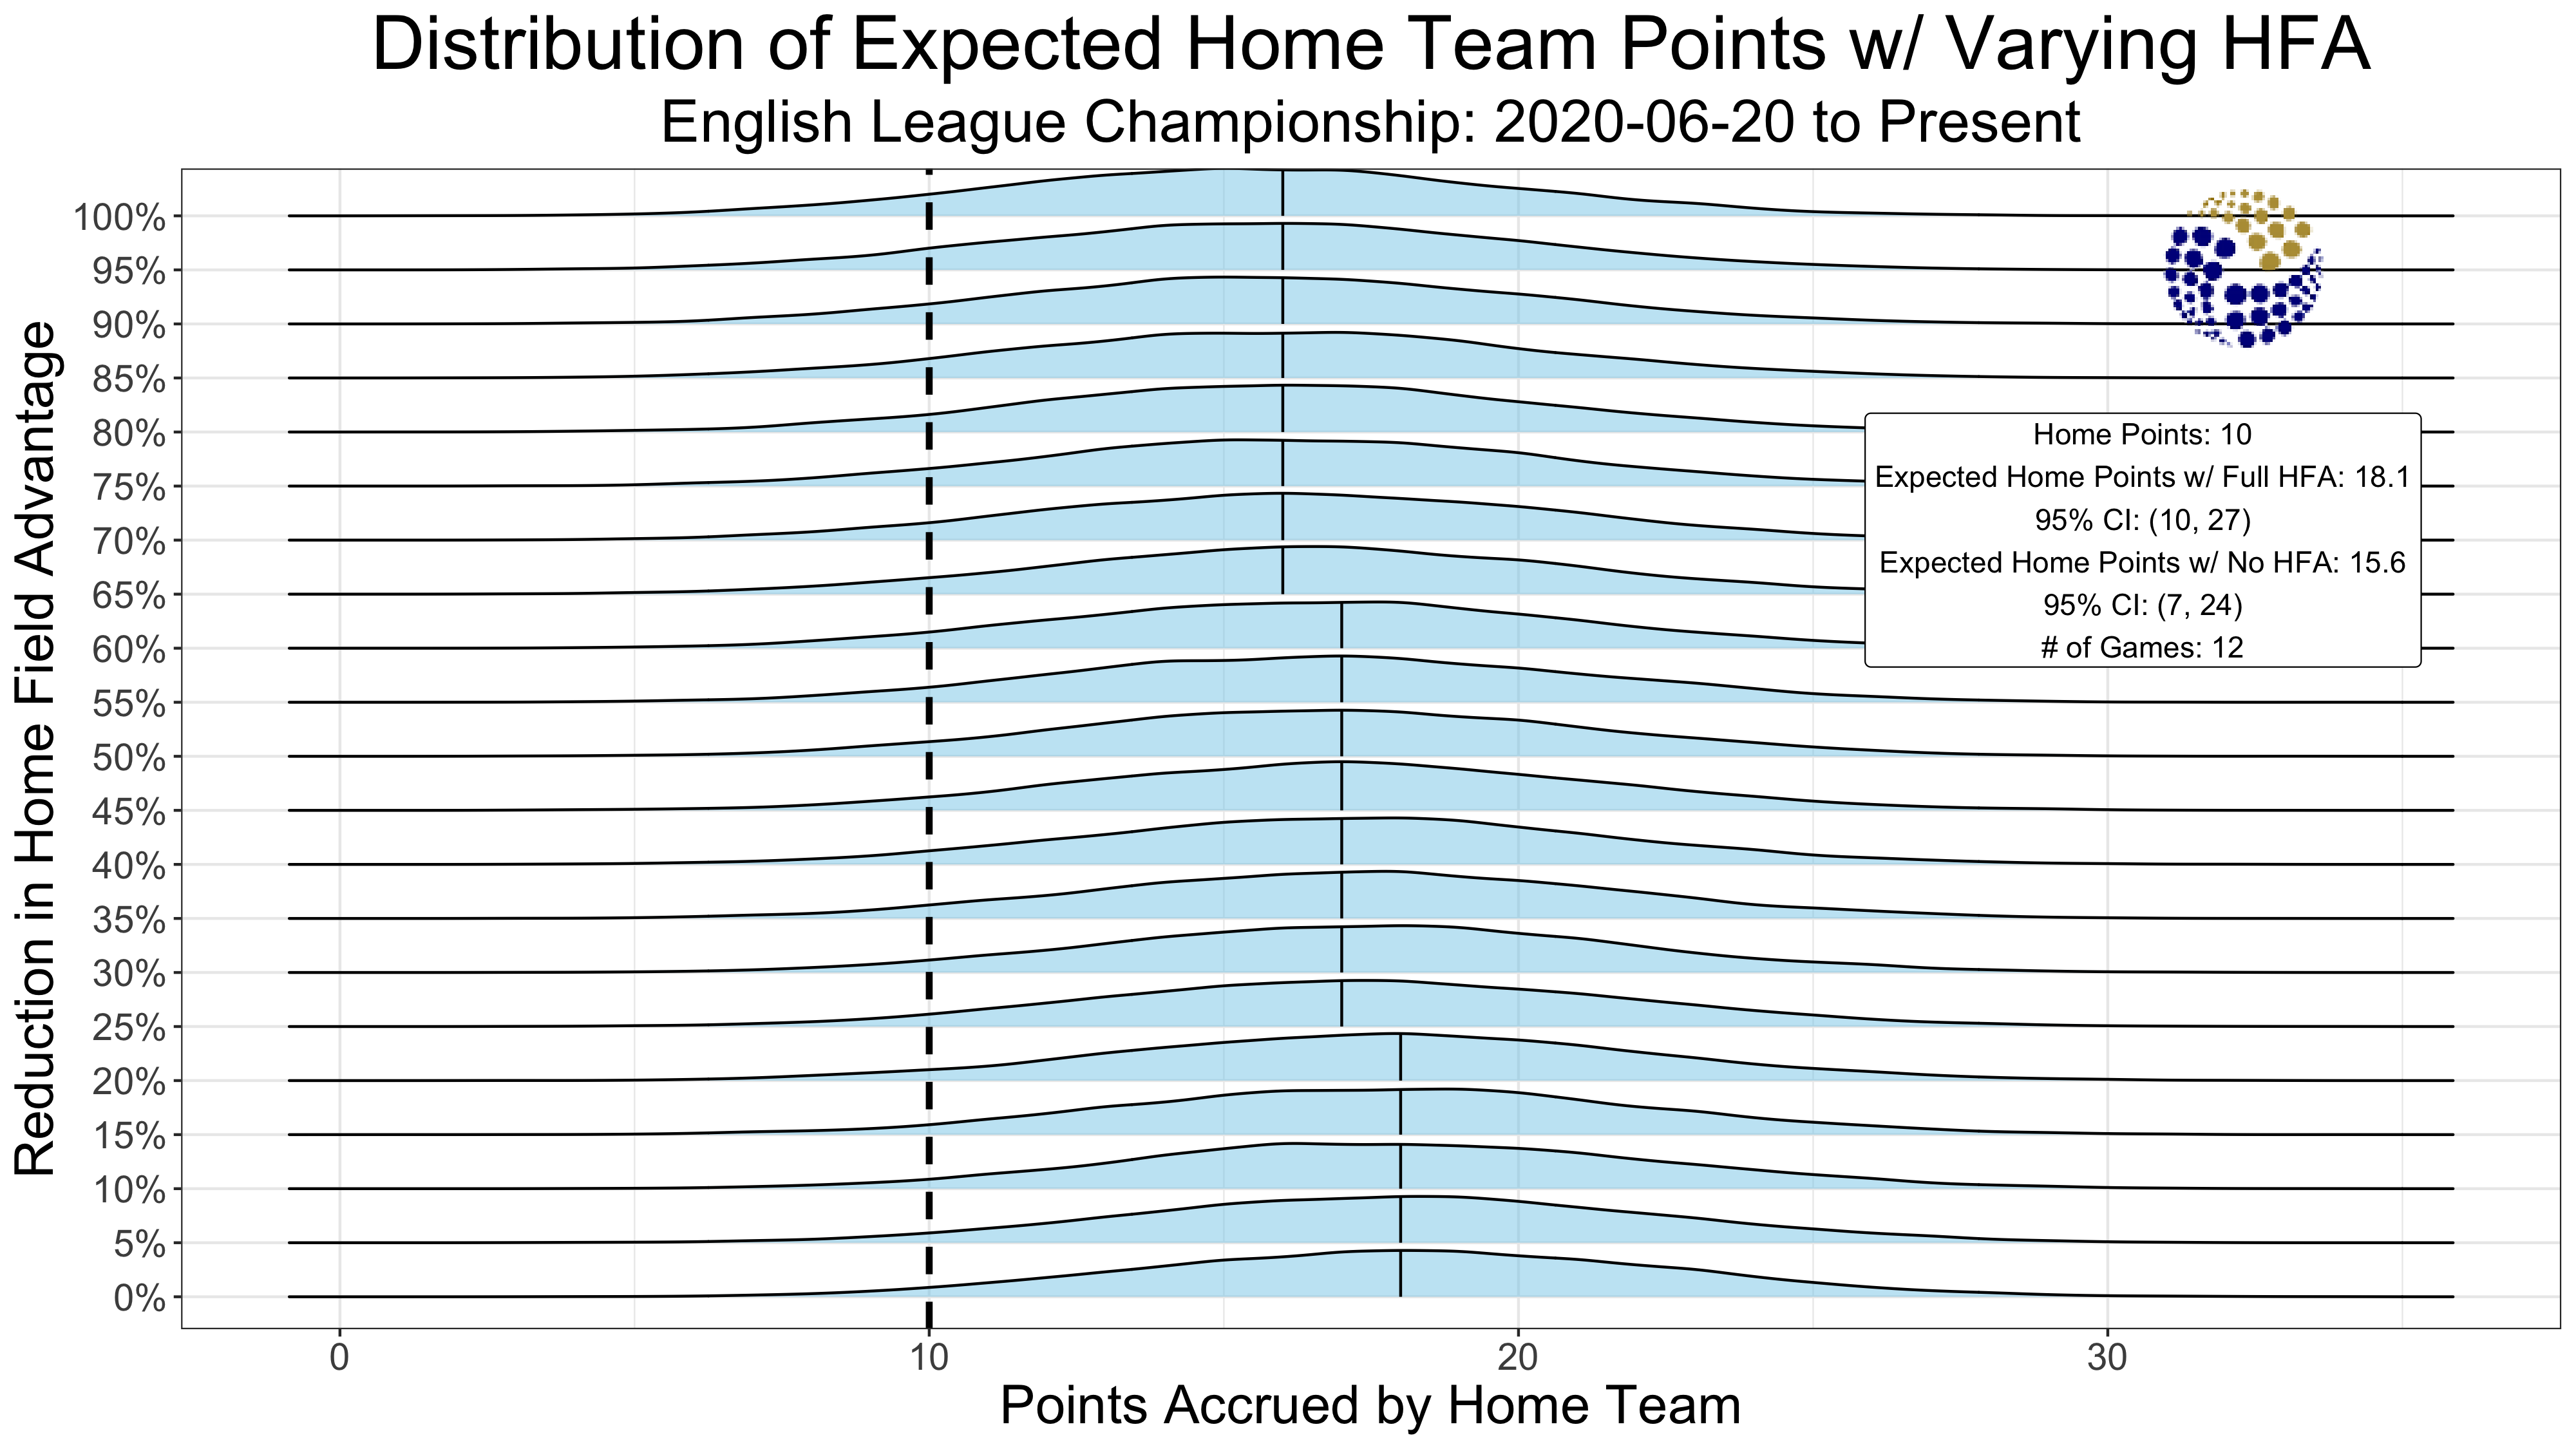 Distribution of Expected Home Team Points w/ Varying HFA
English League Championship: 2020-06-20 to Present
Reduction in Home Field Advantage
100%
95%
90%
85%
80%
75%
70%
65%
60%
55%
50%
45%
40%
35%
30%
25%
20%
15%
10%
5%
0%
Home Points: 10
Expected Home Points w/ Full HFA: 18.1
95% CI: (10, 27)
Expected Home Points w/ No HFA: 15.6
95% CI: (7, 24)
# of Games: 12
0 10 20 30
Points Accrued by Home Team